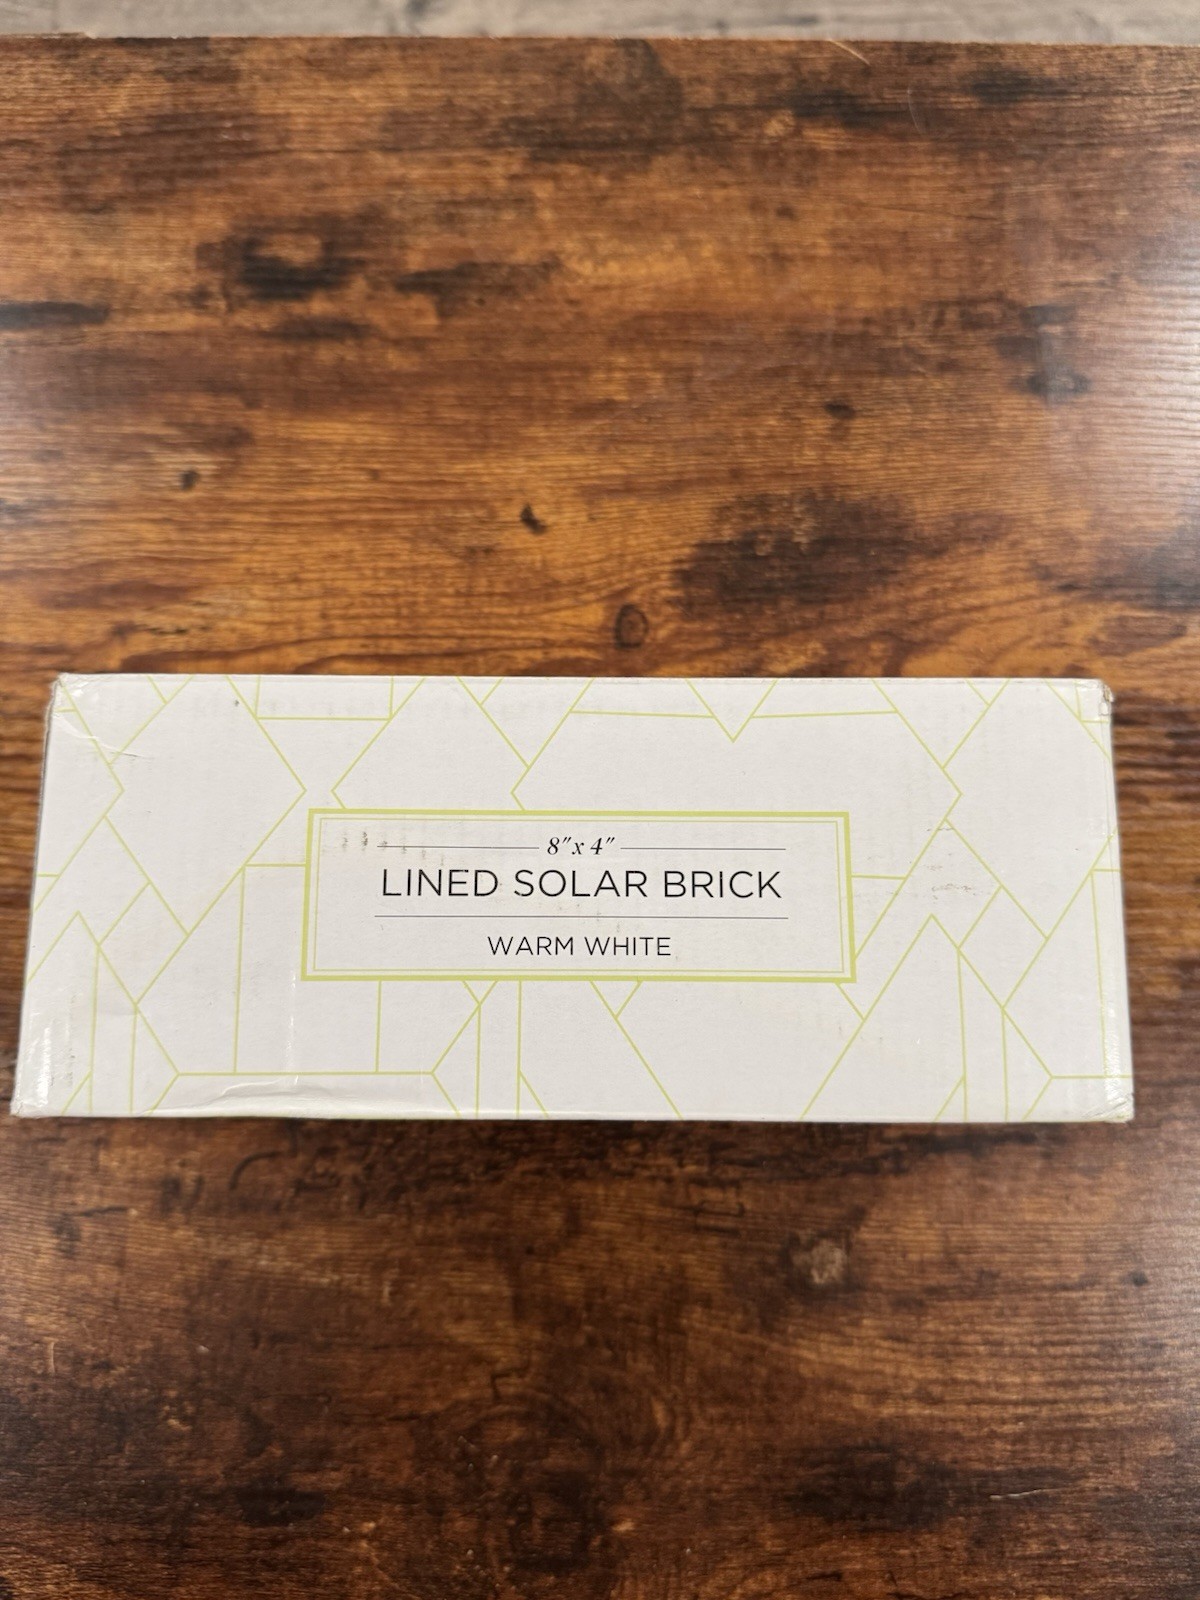 8" x 4"
LINED SOLAR BRICK
WARM WHITE